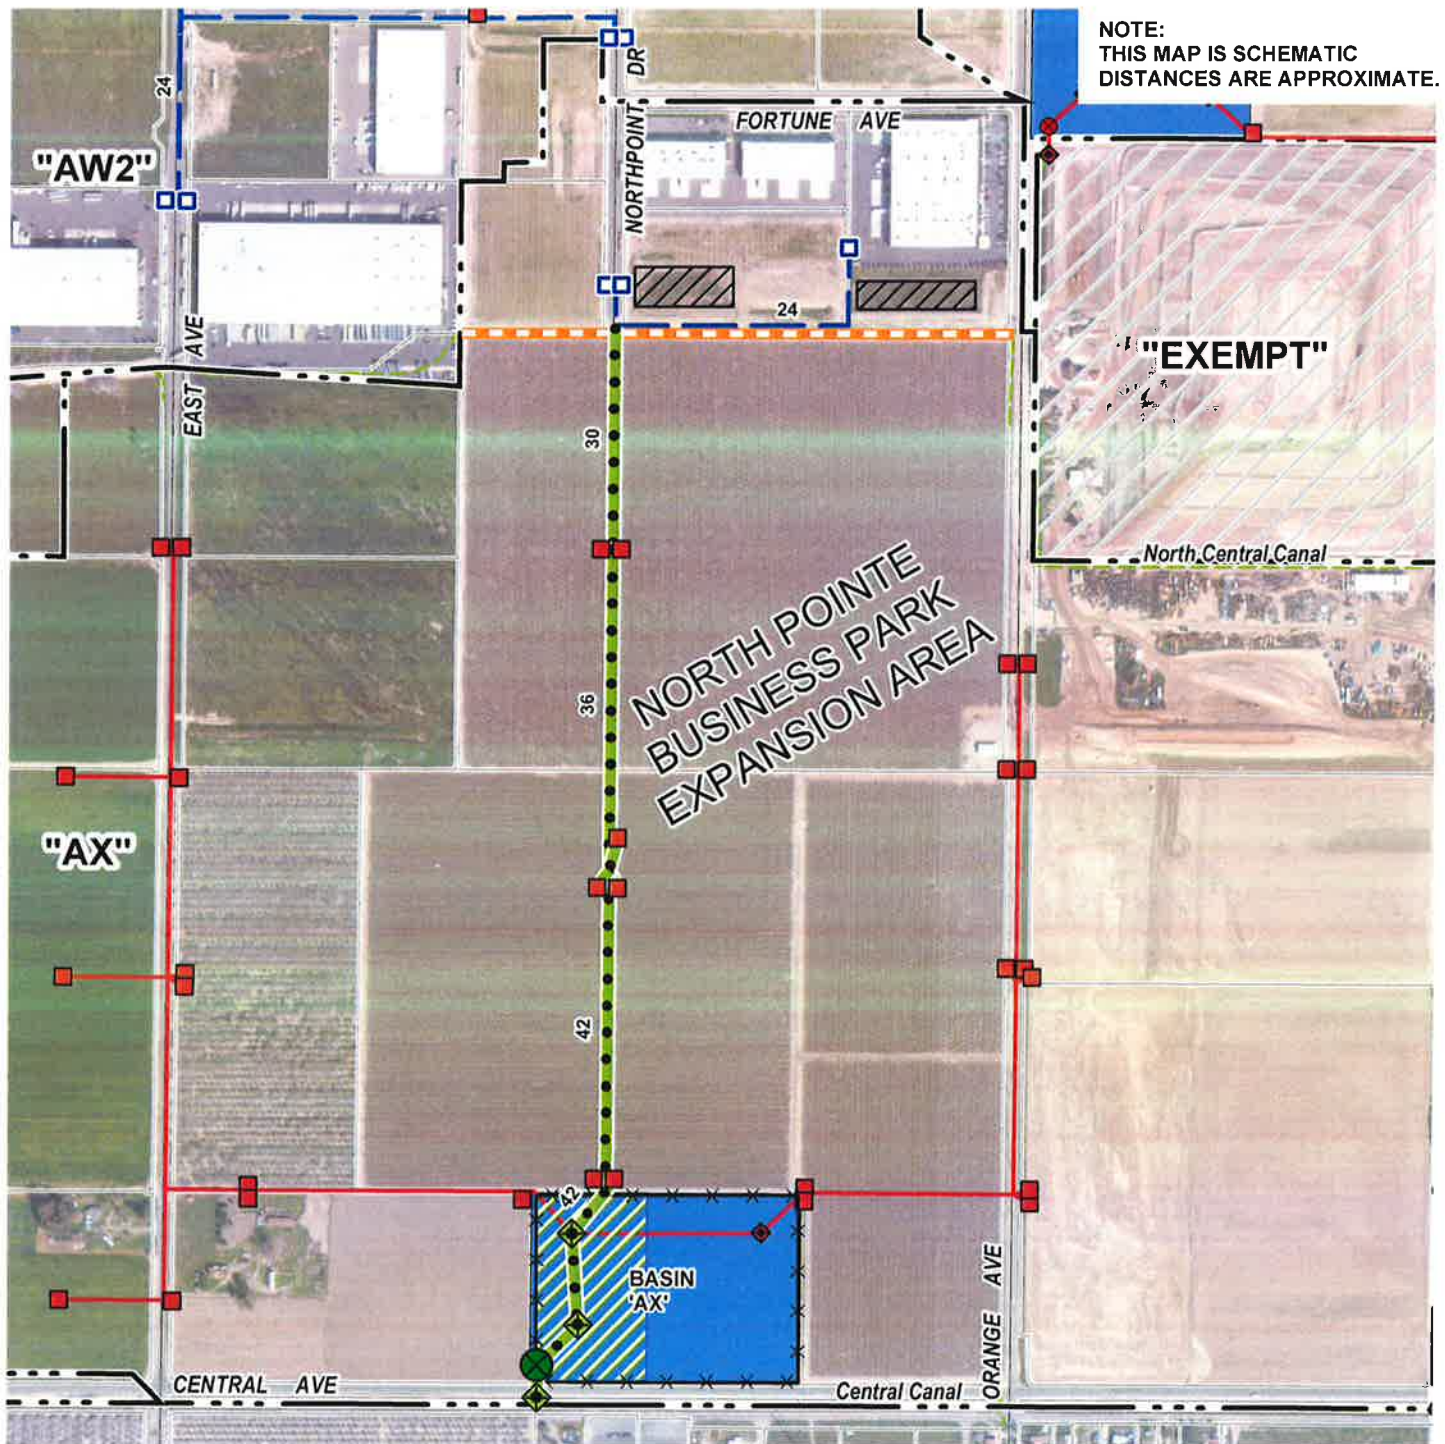 NOTE:
THIS MAP IS SCHEMATIC
DISTANCES ARE APPROXIMATE.
24
"AW2"
NORTHPOINT DR
FORTUNE AVE
24
EAST AVE
"EXEMPT"
30
North Central Canal
NORTH POINTE
BUSINESS PARK
EXPANSION AREA
36
"AX"
42
42
BASIN
'AX'
ORANGE AVE
CENTRAL AVE
Central Canal